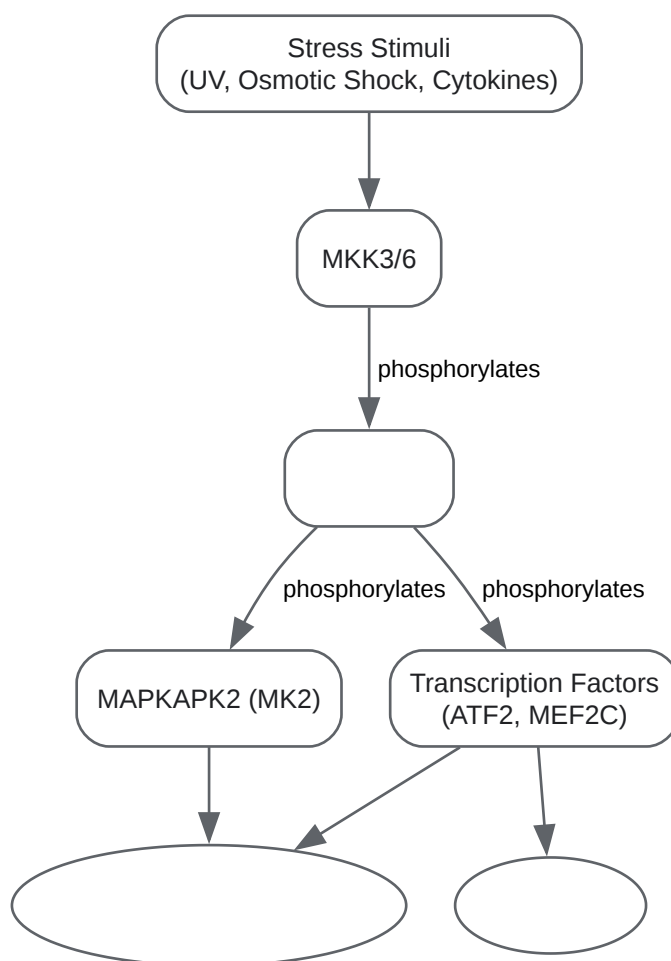 Stress Stimuli
(UV, Osmotic Shock, Cytokines)
MKK3/6
phosphorylates
phosphorylates
phosphorylates
MAPKAPK2 (MK2)
Transcription Factors
(ATF2, MEF2C)